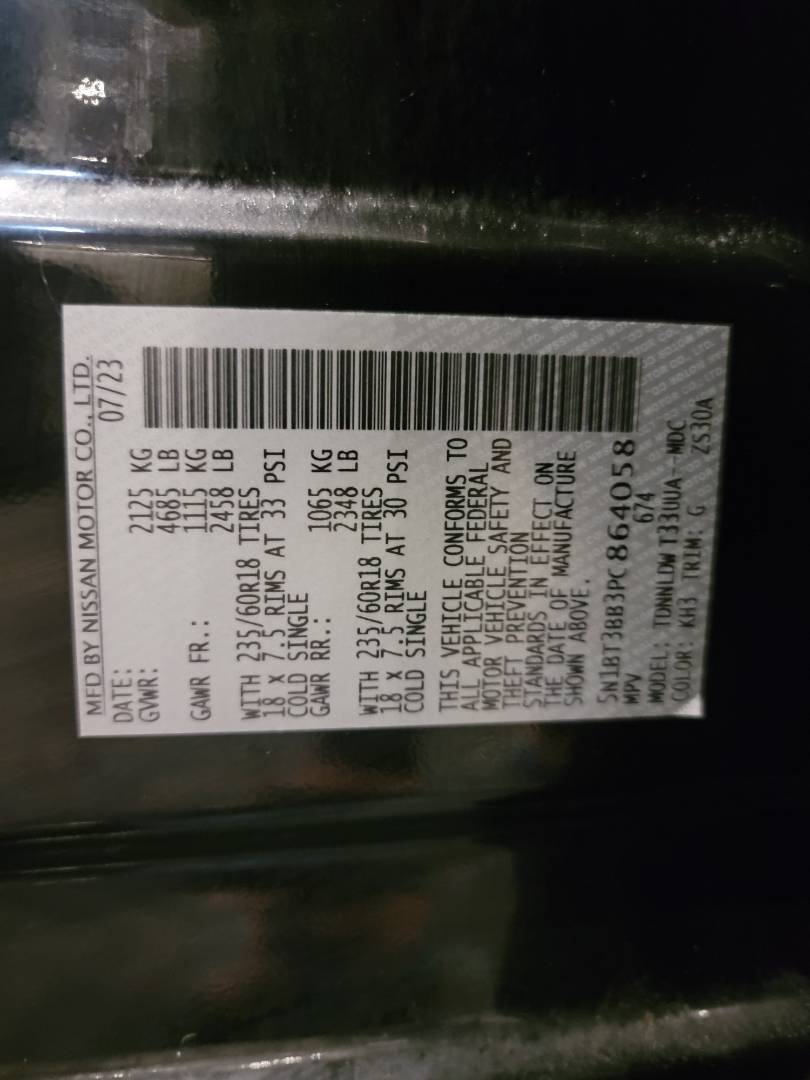 MFD BY NISSAN MOTOR CO., LTD.
DATE: 07/23
GVWR: 2125 KG
4685 LB
GAWR FR.: 1115 KG
2458 LB
WITH 235/60R18 TIRES
18 X 7.5 RIMS AT 33 PSI
COLD SINGLE
GAWR RR.: 1065 KG
2348 LB
WITH 235/60R18 TIRES
18 X 7.5 RIMS AT 30 PSI
COLD SINGLE
THIS VEHICLE CONFORMS TO
ALL APPLICABLE FEDERAL
MOTOR VEHICLE SAFETY AND
THEFT PREVENTION
STANDARDS IN EFFECT ON
THE DATE OF MANUFACTURE
SHOWN ABOVE.
5N1BT3BB3PC864058
MPV 674
MODEL: TDNNLDW T33UUA--MDC
COLOR: KH3 TRIM: G ZS30A